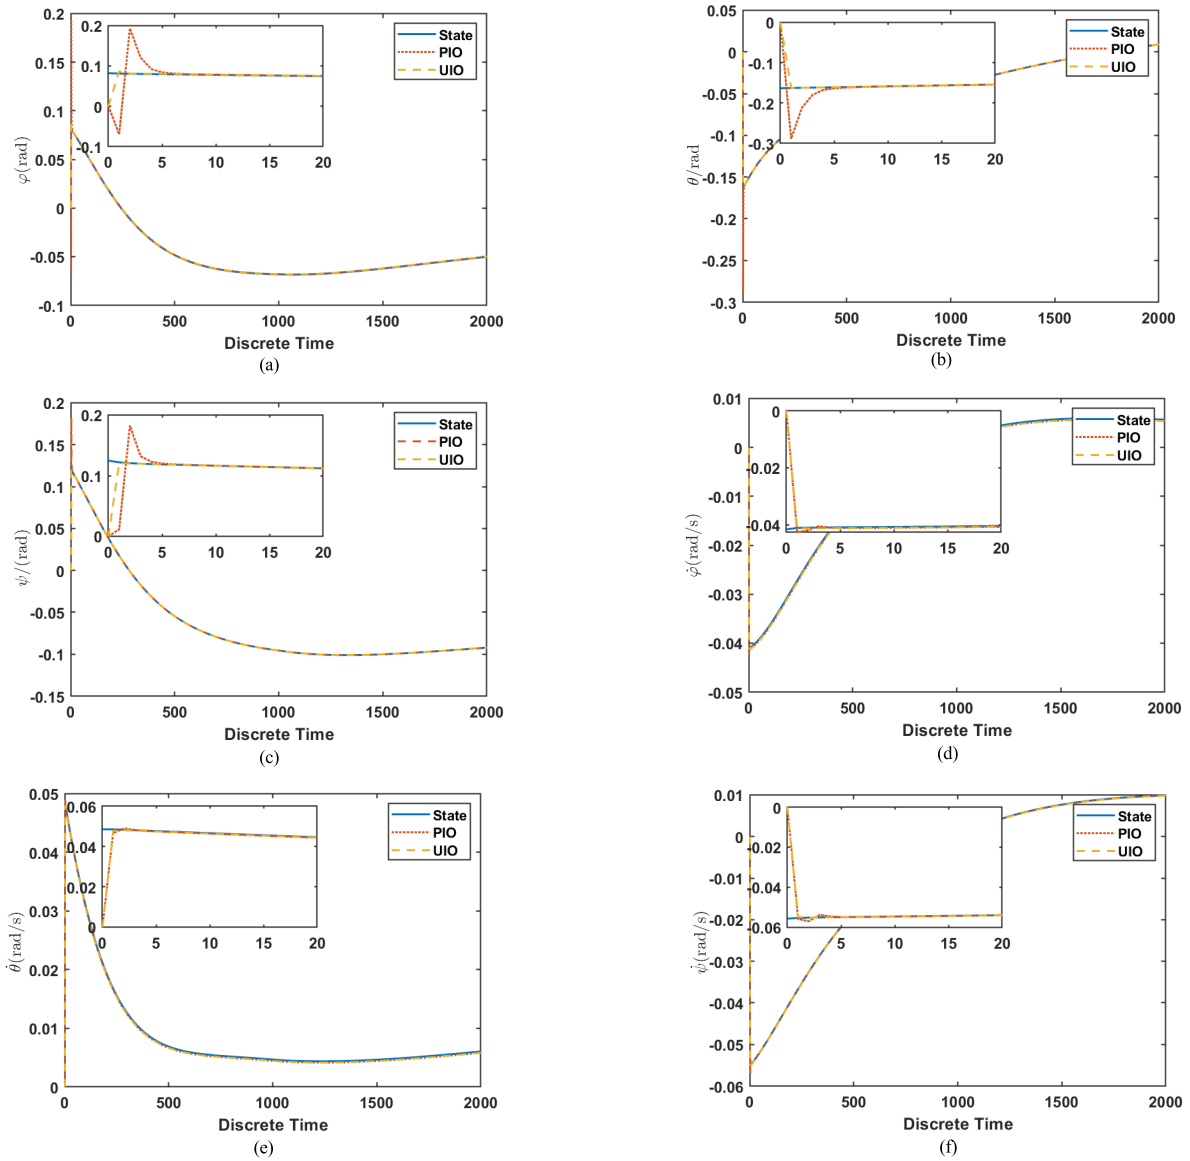 0.2
0.15
0.1
0.05
0
-0.05
-0.1
φ(rad)
0.2
0.1
0
-0.1
0 5 10 15 20
State
PIO
UIO
0 500 1000 1500 2000
Discrete Time
(a)
0.05
0
-0.05
-0.1
-0.15
-0.2
-0.25
-0.3
θ/rad
0
-0.1
-0.2
-0.3
0 5 10 15 20
State
PIO
UIO
0 500 1000 1500 2000
Discrete Time
(b)
0.2
0.15
0.1
0.05
0
-0.05
-0.1
-0.15
ψ/(rad)
0.2
0.1
0
0 5 10 15 20
State
PIO
UIO
0 500 1000 1500 2000
Discrete Time
(c)
0.01
0
-0.01
-0.02
-0.03
-0.04
-0.05
φ̇(rad/s)
0
-0.02
-0.04
0 5 10 15 20
State
PIO
UIO
0 500 1000 1500 2000
Discrete Time
(d)
0.05
0.04
0.03
0.02
0.01
0
θ̇(rad/s)
0.06
0.04
0.02
0
0 5 10 15 20
State
PIO
UIO
0 500 1000 1500 2000
Discrete Time
(e)
0.01
0
-0.01
-0.02
-0.03
-0.04
-0.05
-0.06
ψ̇(rad/s)
0
-0.02
-0.04
-0.06
0 5 10 15 20
State
PIO
UIO
0 500 1000 1500 2000
Discrete Time
(f)